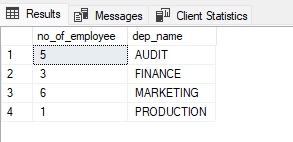 Results Messages Client Statistics
no_of_employee dep_name
1 5 AUDIT
2 3 FINANCE
3 6 MARKETING
4 1 PRODUCTION